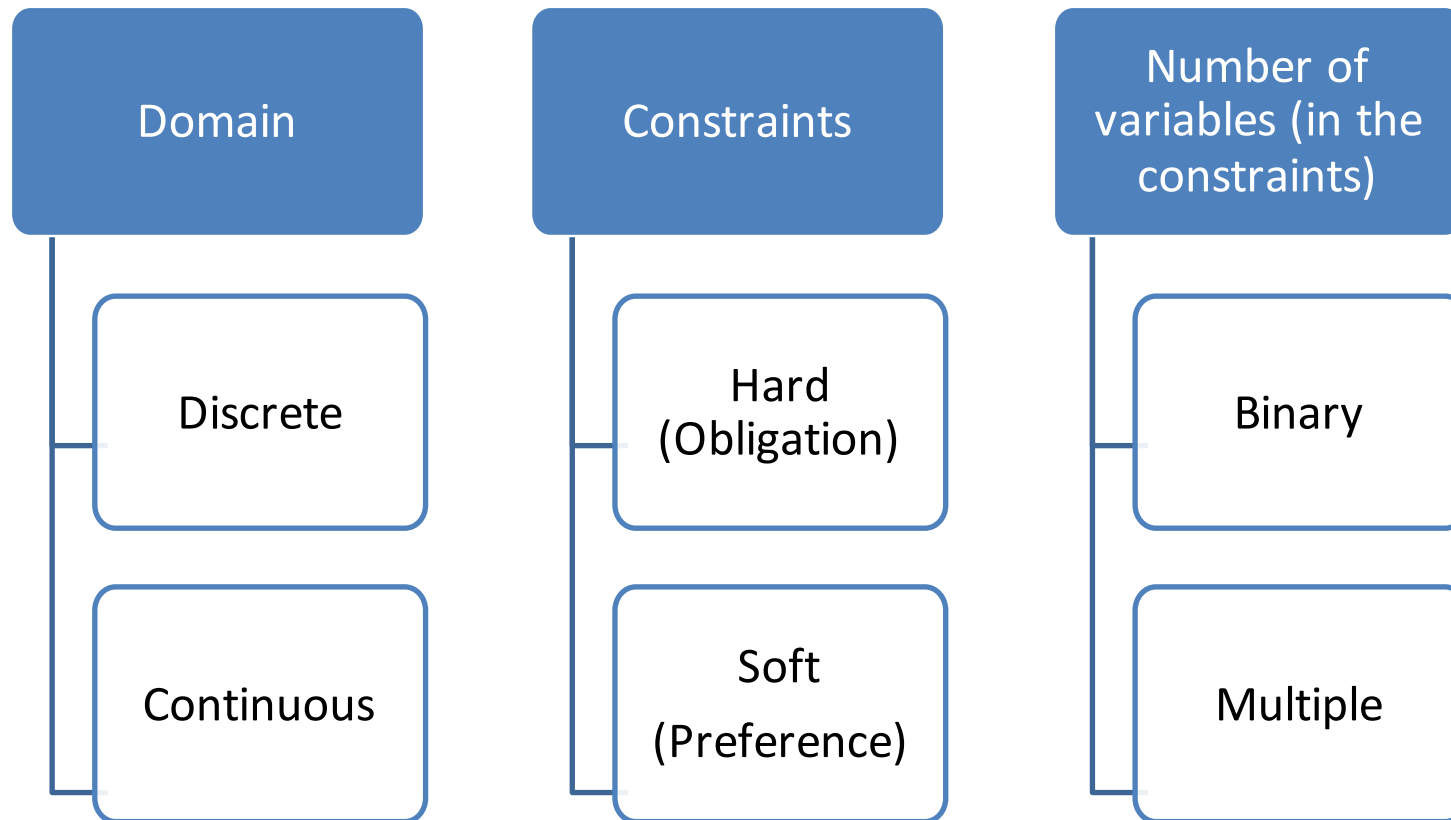 Domain
Discrete
Continuous
Constraints
Hard
(Obligation)
Soft
(Preference)
Number of
variables (in the
constraints)
Binary
Multiple